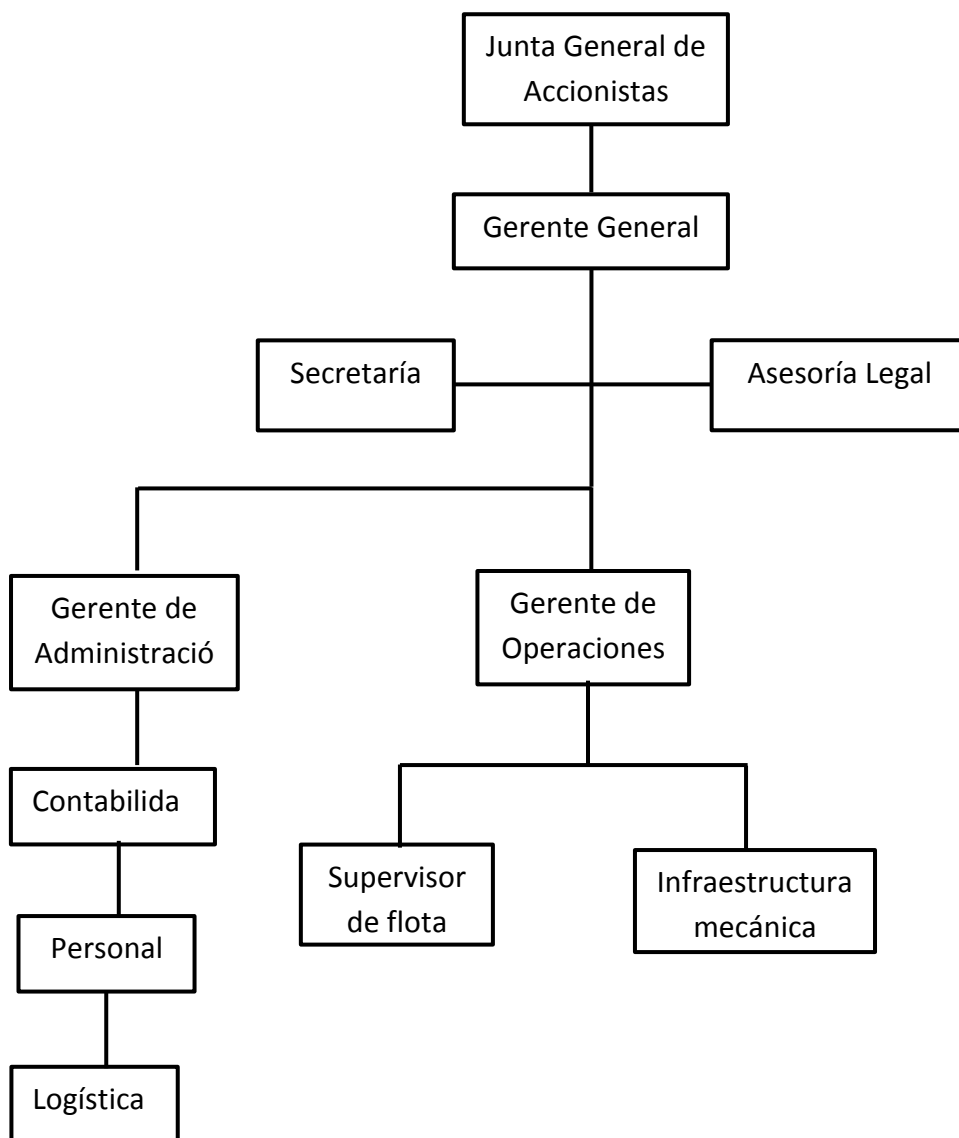 Junta General de
Accionistas
Gerente General
Secretaría
Asesoría Legal
Gerente de
Administració
Gerente de
Operaciones
Contabilida
Supervisor
de flota
Infraestructura
mecánica
Personal
Logística